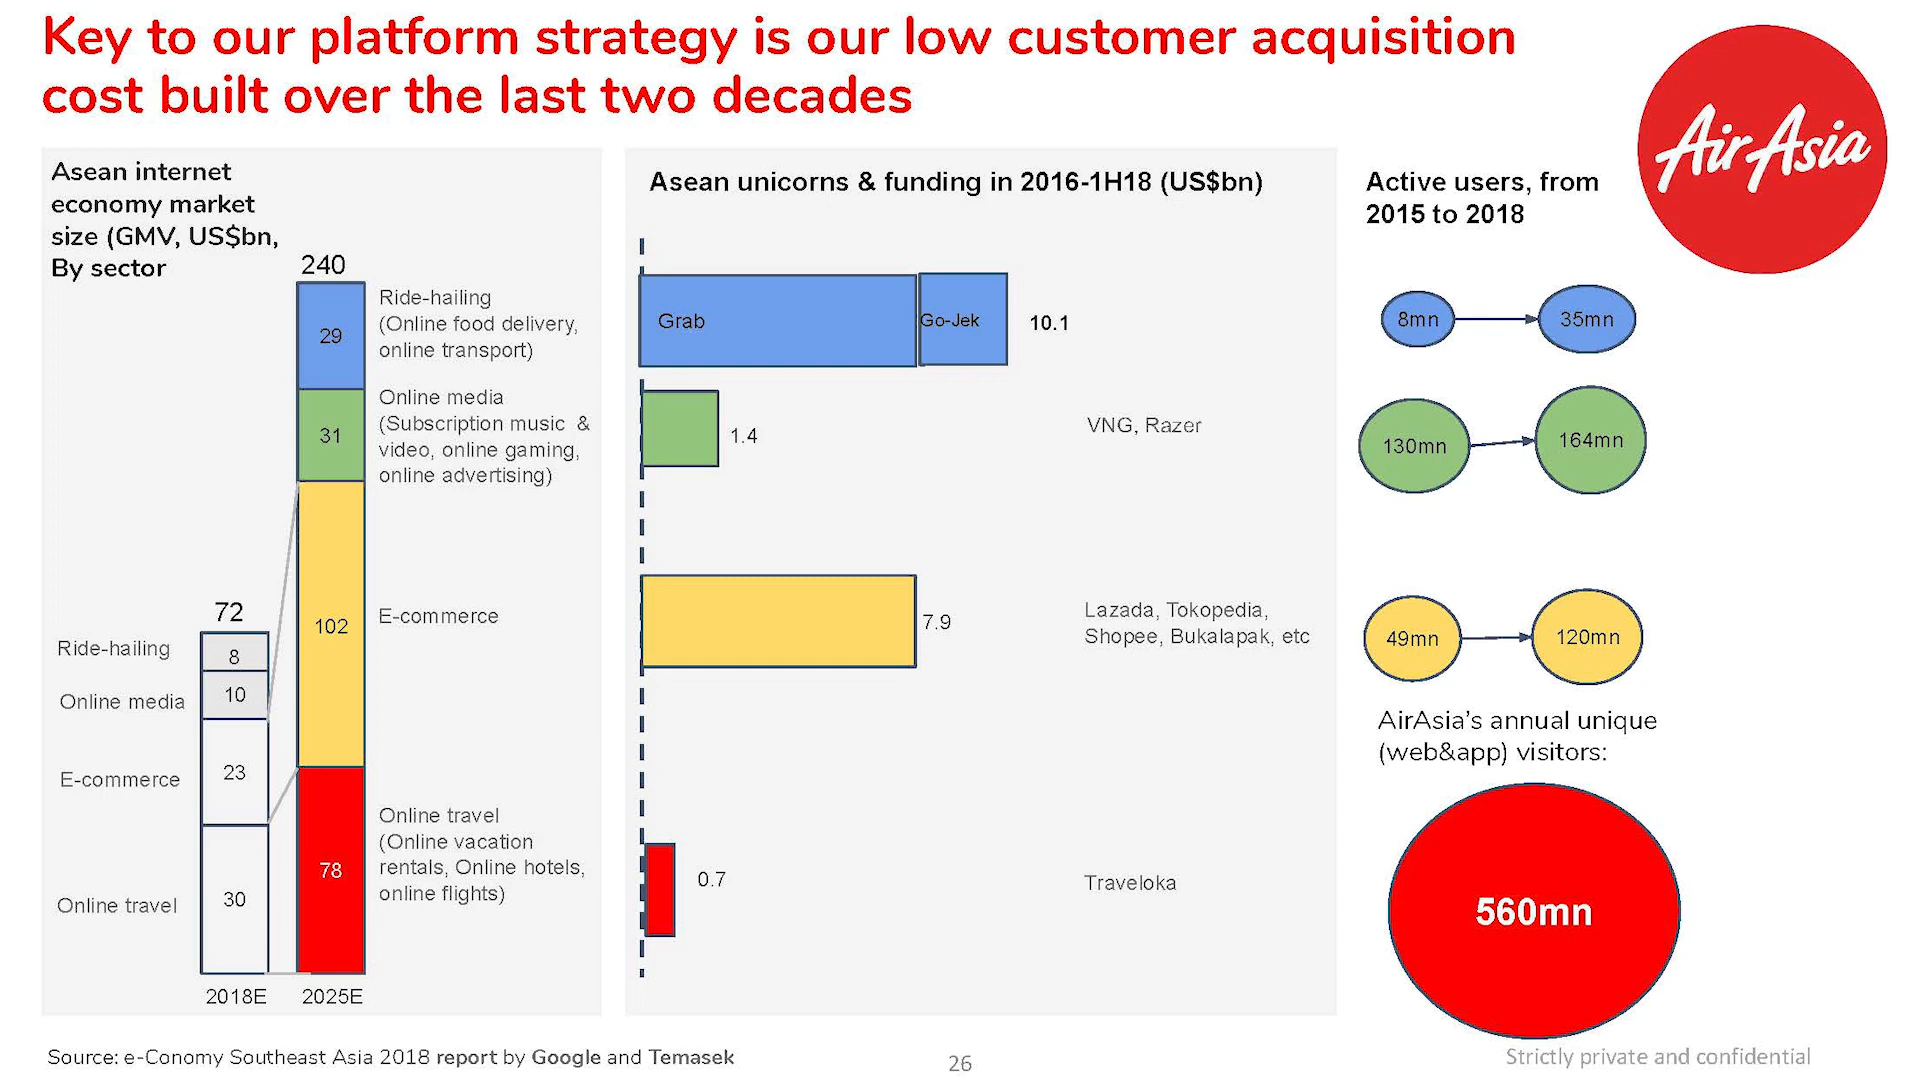 Key to our platform strategy is our low customer acquisition
cost built over the last two decades
AirAsia
Asean internet
economy market
size (GMV, US$bn,
By sector
240
29
Ride-hailing
(Online food delivery,
online transport)
31
Online media
(Subscription music & 
video, online gaming,
online advertising)
102
E-commerce
78
Online travel
(Online vacation
rentals, Online hotels,
online flights)
72
Ride-hailing
8
Online media
10
E-commerce
23
Online travel
30
2018E
2025E
Asean unicorns & funding in 2016-1H18 (US$bn)
Grab
Go-Jek
10.1
1.4
VNG, Razer
7.9
Lazada, Tokopedia,
Shopee, Bukalapak, etc
0.7
Traveloka
Active users, from
2015 to 2018
8mn
35mn
130mn
164mn
49mn
120mn
AirAsia's annual unique
(web&app) visitors:
560mn
Source: e-Conomy Southeast Asia 2018 report by Google and Temasek
26
Strictly private and confidential